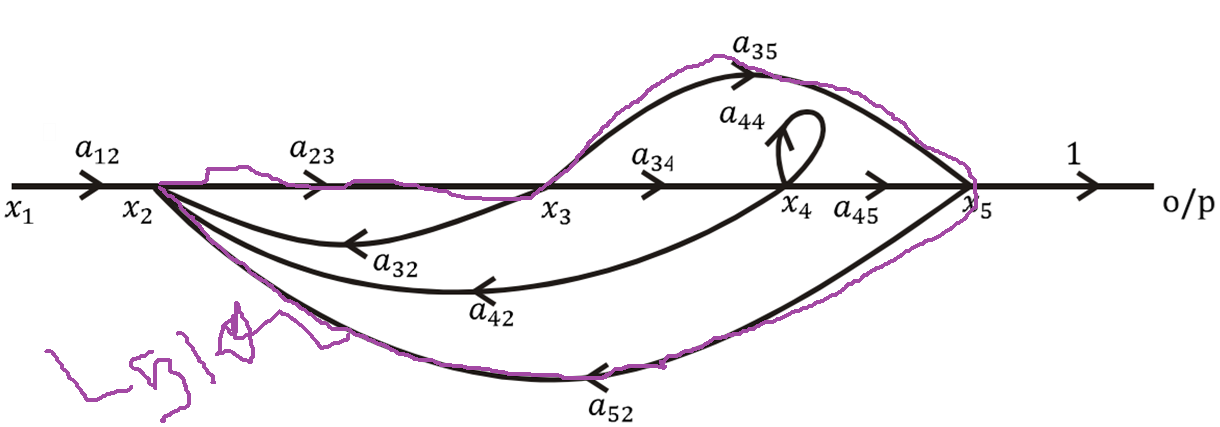 a₃₅
a₄₄
a₁₂ a₂₃ a₃₄ 1
x₁ x₂ x₃ x₄ a₄₅ x₅ o/p
a₃₂
a₄₂
a₅₂